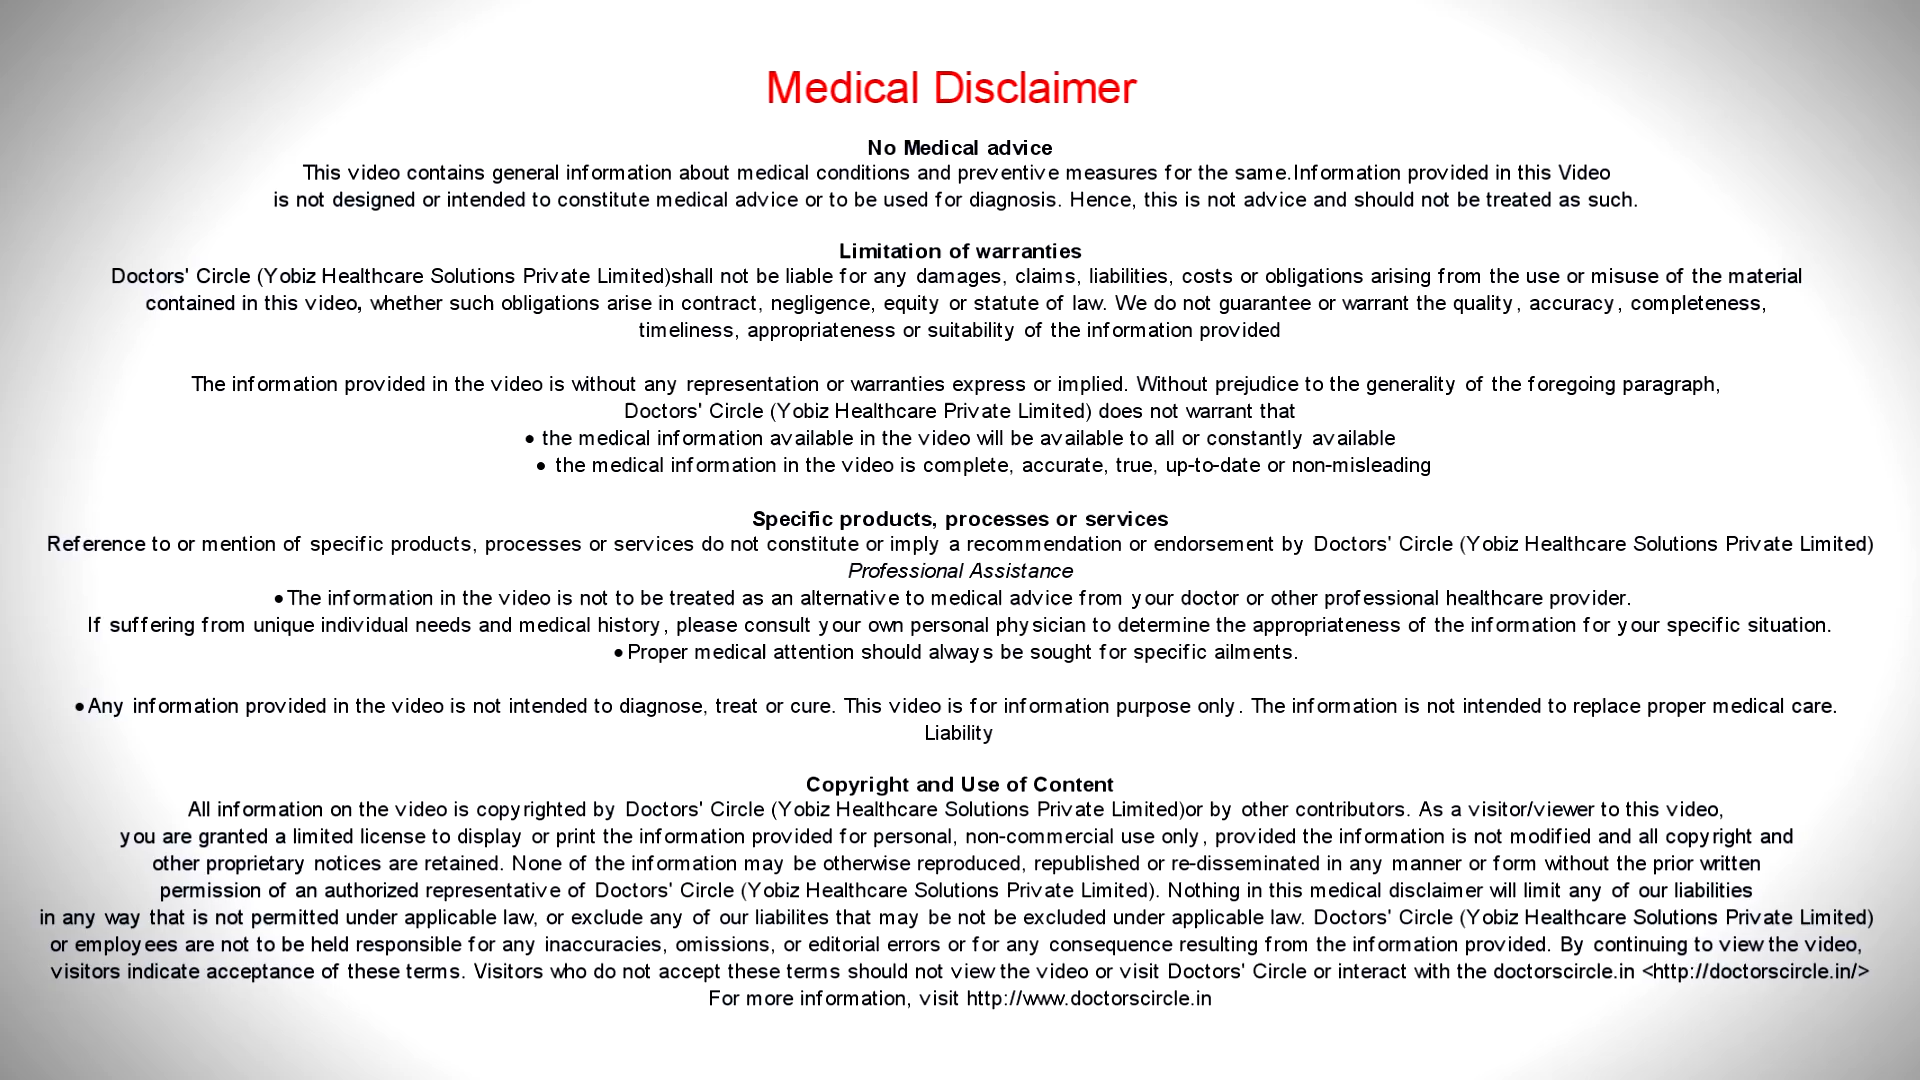 Medical Disclaimer
No Medical advice
This video contains general information about medical conditions and preventive measures for the same.Information provided in this Video
is not designed or intended to constitute medical advice or to be used for diagnosis. Hence, this is not advice and should not be treated as such.
Limitation of warranties
Doctors' Circle (Yobiz Healthcare Solutions Private Limited)shall not be liable for any damages, claims, liabilities, costs or obligations arising from the use or misuse of the material
contained in this video, whether such obligations arise in contract, negligence, equity or statute of law. We do not guarantee or warrant the quality, accuracy, completeness,
timeliness, appropriateness or suitability of the information provided
The information provided in the video is without any representation or warranties express or implied. Without prejudice to the generality of the foregoing paragraph,
Doctors' Circle (Yobiz Healthcare Private Limited) does not warrant that
• the medical information available in the video will be available to all or constantly available
• the medical information in the video is complete, accurate, true, up-to-date or non-misleading
Specific products, processes or services
Reference to or mention of specific products, processes or services do not constitute or imply a recommendation or endorsement by Doctors' Circle (Yobiz Healthcare Solutions Private Limited)
Professional Assistance
•The information in the video is not to be treated as an alternative to medical advice from your doctor or other professional healthcare provider.
If suffering from unique individual needs and medical history, please consult your own personal physician to determine the appropriateness of the information for your specific situation.
•Proper medical attention should always be sought for specific ailments.
•Any information provided in the video is not intended to diagnose, treat or cure. This video is for information purpose only. The information is not intended to replace proper medical care.
Liability
Copyright and Use of Content
All information on the video is copyrighted by Doctors' Circle (Yobiz Healthcare Solutions Private Limited)or by other contributors. As a visitor/viewer to this video,
you are granted a limited license to display or print the information provided for personal, non-commercial use only, provided the information is not modified and all copyright and
other proprietary notices are retained. None of the information may be otherwise reproduced, republished or re-disseminated in any manner or form without the prior written
permission of an authorized representative of Doctors' Circle (Yobiz Healthcare Solutions Private Limited). Nothing in this medical disclaimer will limit any of our liabilities
in any way that is not permitted under applicable law, or exclude any of our liabilites that may be not be excluded under applicable law. Doctors' Circle (Yobiz Healthcare Solutions Private Limited)
or employees are not to be held responsible for any inaccuracies, omissions, or editorial errors or for any consequence resulting from the information provided. By continuing to view the video,
visitors indicate acceptance of these terms. Visitors who do not accept these terms should not view the video or visit Doctors' Circle or interact with the doctorscircle.in <http://doctorscircle.in/>
For more information, visit http://www.doctorscircle.in